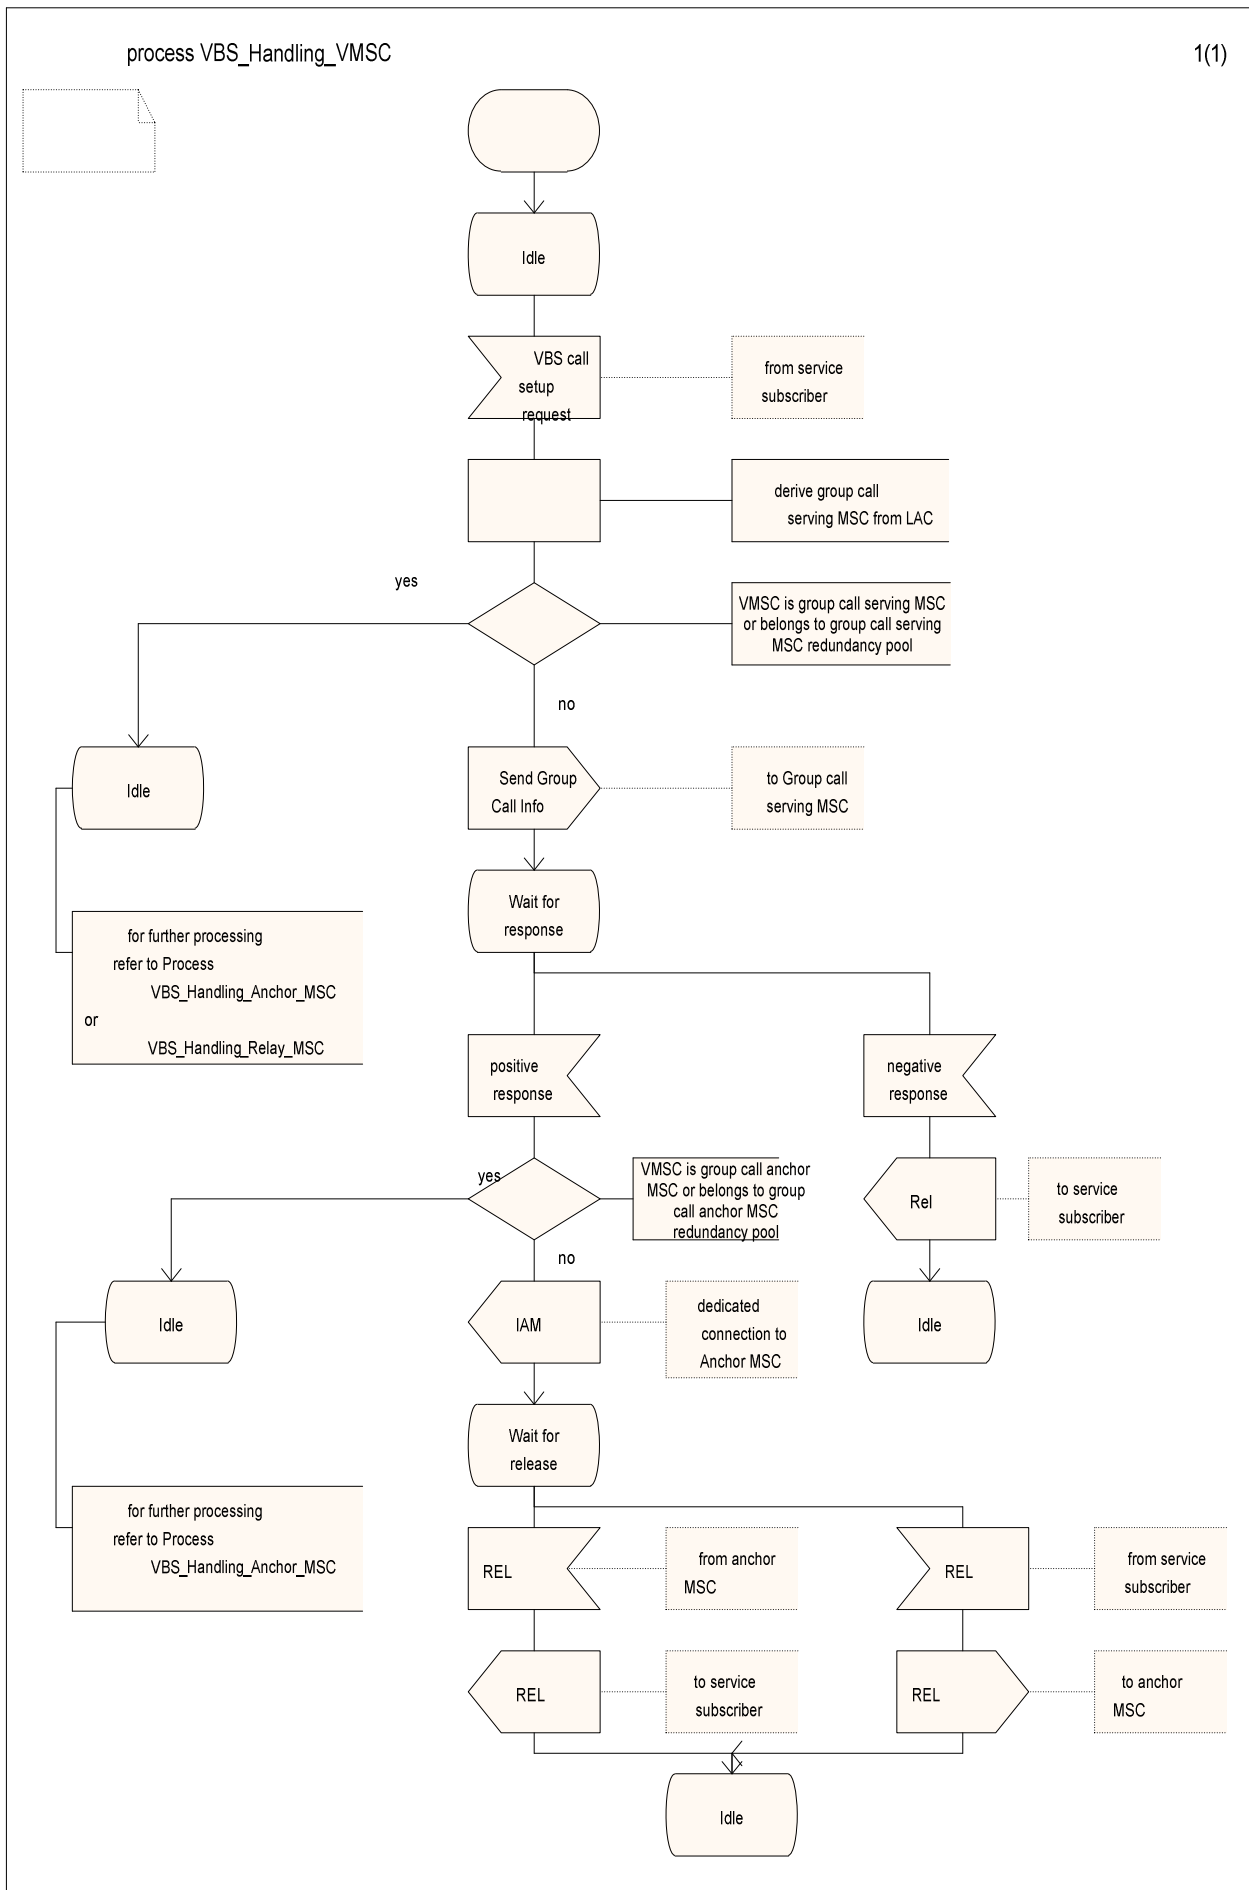 process VBS_Handling_VMSC
1(1)
Idle
VBS call
setup
request
from service
subscriber
derive group call
serving MSC from LAC
yes
VMSC is group call serving MSC
or belongs to group call serving
MSC redundancy pool
no
Idle
Send Group
Call Info
to Group call
serving MSC
Wait for
response
for further processing
refer to Process
VBS_Handling_Anchor_MSC
or
VBS_Handling_Relay_MSC
positive
response
negative
response
yes
VMSC is group call anchor
MSC or belongs to group
call anchor MSC
redundancy pool
Rel
to service
subscriber
no
Idle
IAM
dedicated
connection to
Anchor MSC
Idle
Wait for
release
for further processing
refer to Process
VBS_Handling_Anchor_MSC
REL
from anchor
MSC
REL
from service
subscriber
REL
to service
subscriber
REL
to anchor
MSC
Idle